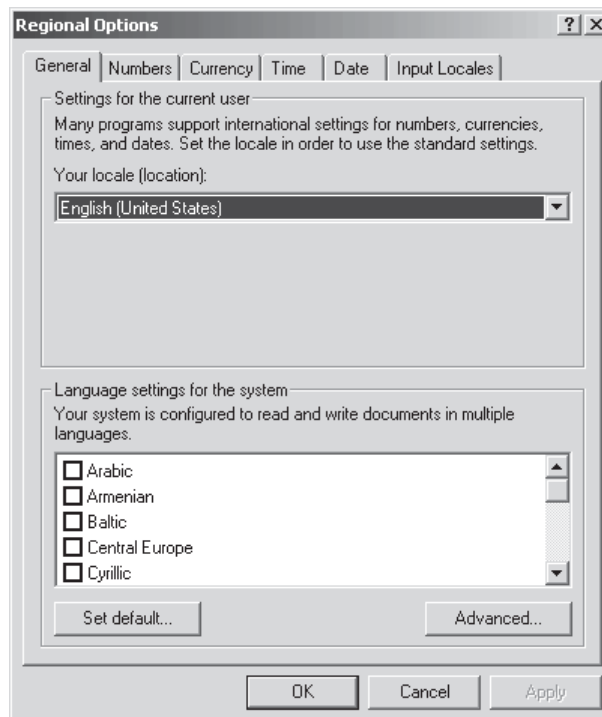 Regional Options
General Numbers Currency Time Date Input Locales
Settings for the current user
Many programs support international settings for numbers, currencies,
times, and dates. Set the locale in order to use the standard settings.
Your locale (location):
English (United States)
Language settings for the system
Your system is configured to read and write documents in multiple
languages.
Arabic
Armenian
Baltic
Central Europe
Cyrillic
Set default... Advanced...
OK Cancel Apply